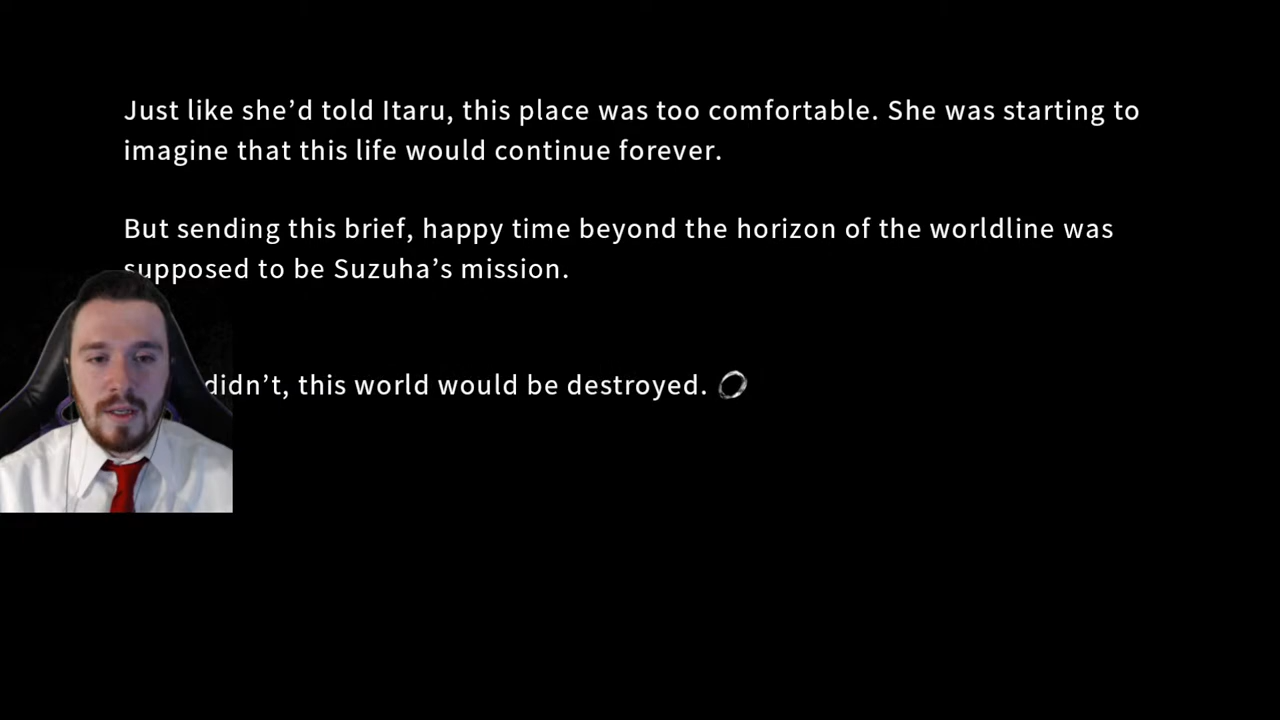 Just like she’d told Itaru, this place was too comfortable. She was starting to
imagine that this life would continue forever.
But sending this brief, happy time beyond the horizon of the worldline was
supposed to be Suzuha’s mission.
didn’t, this world would be destroyed.